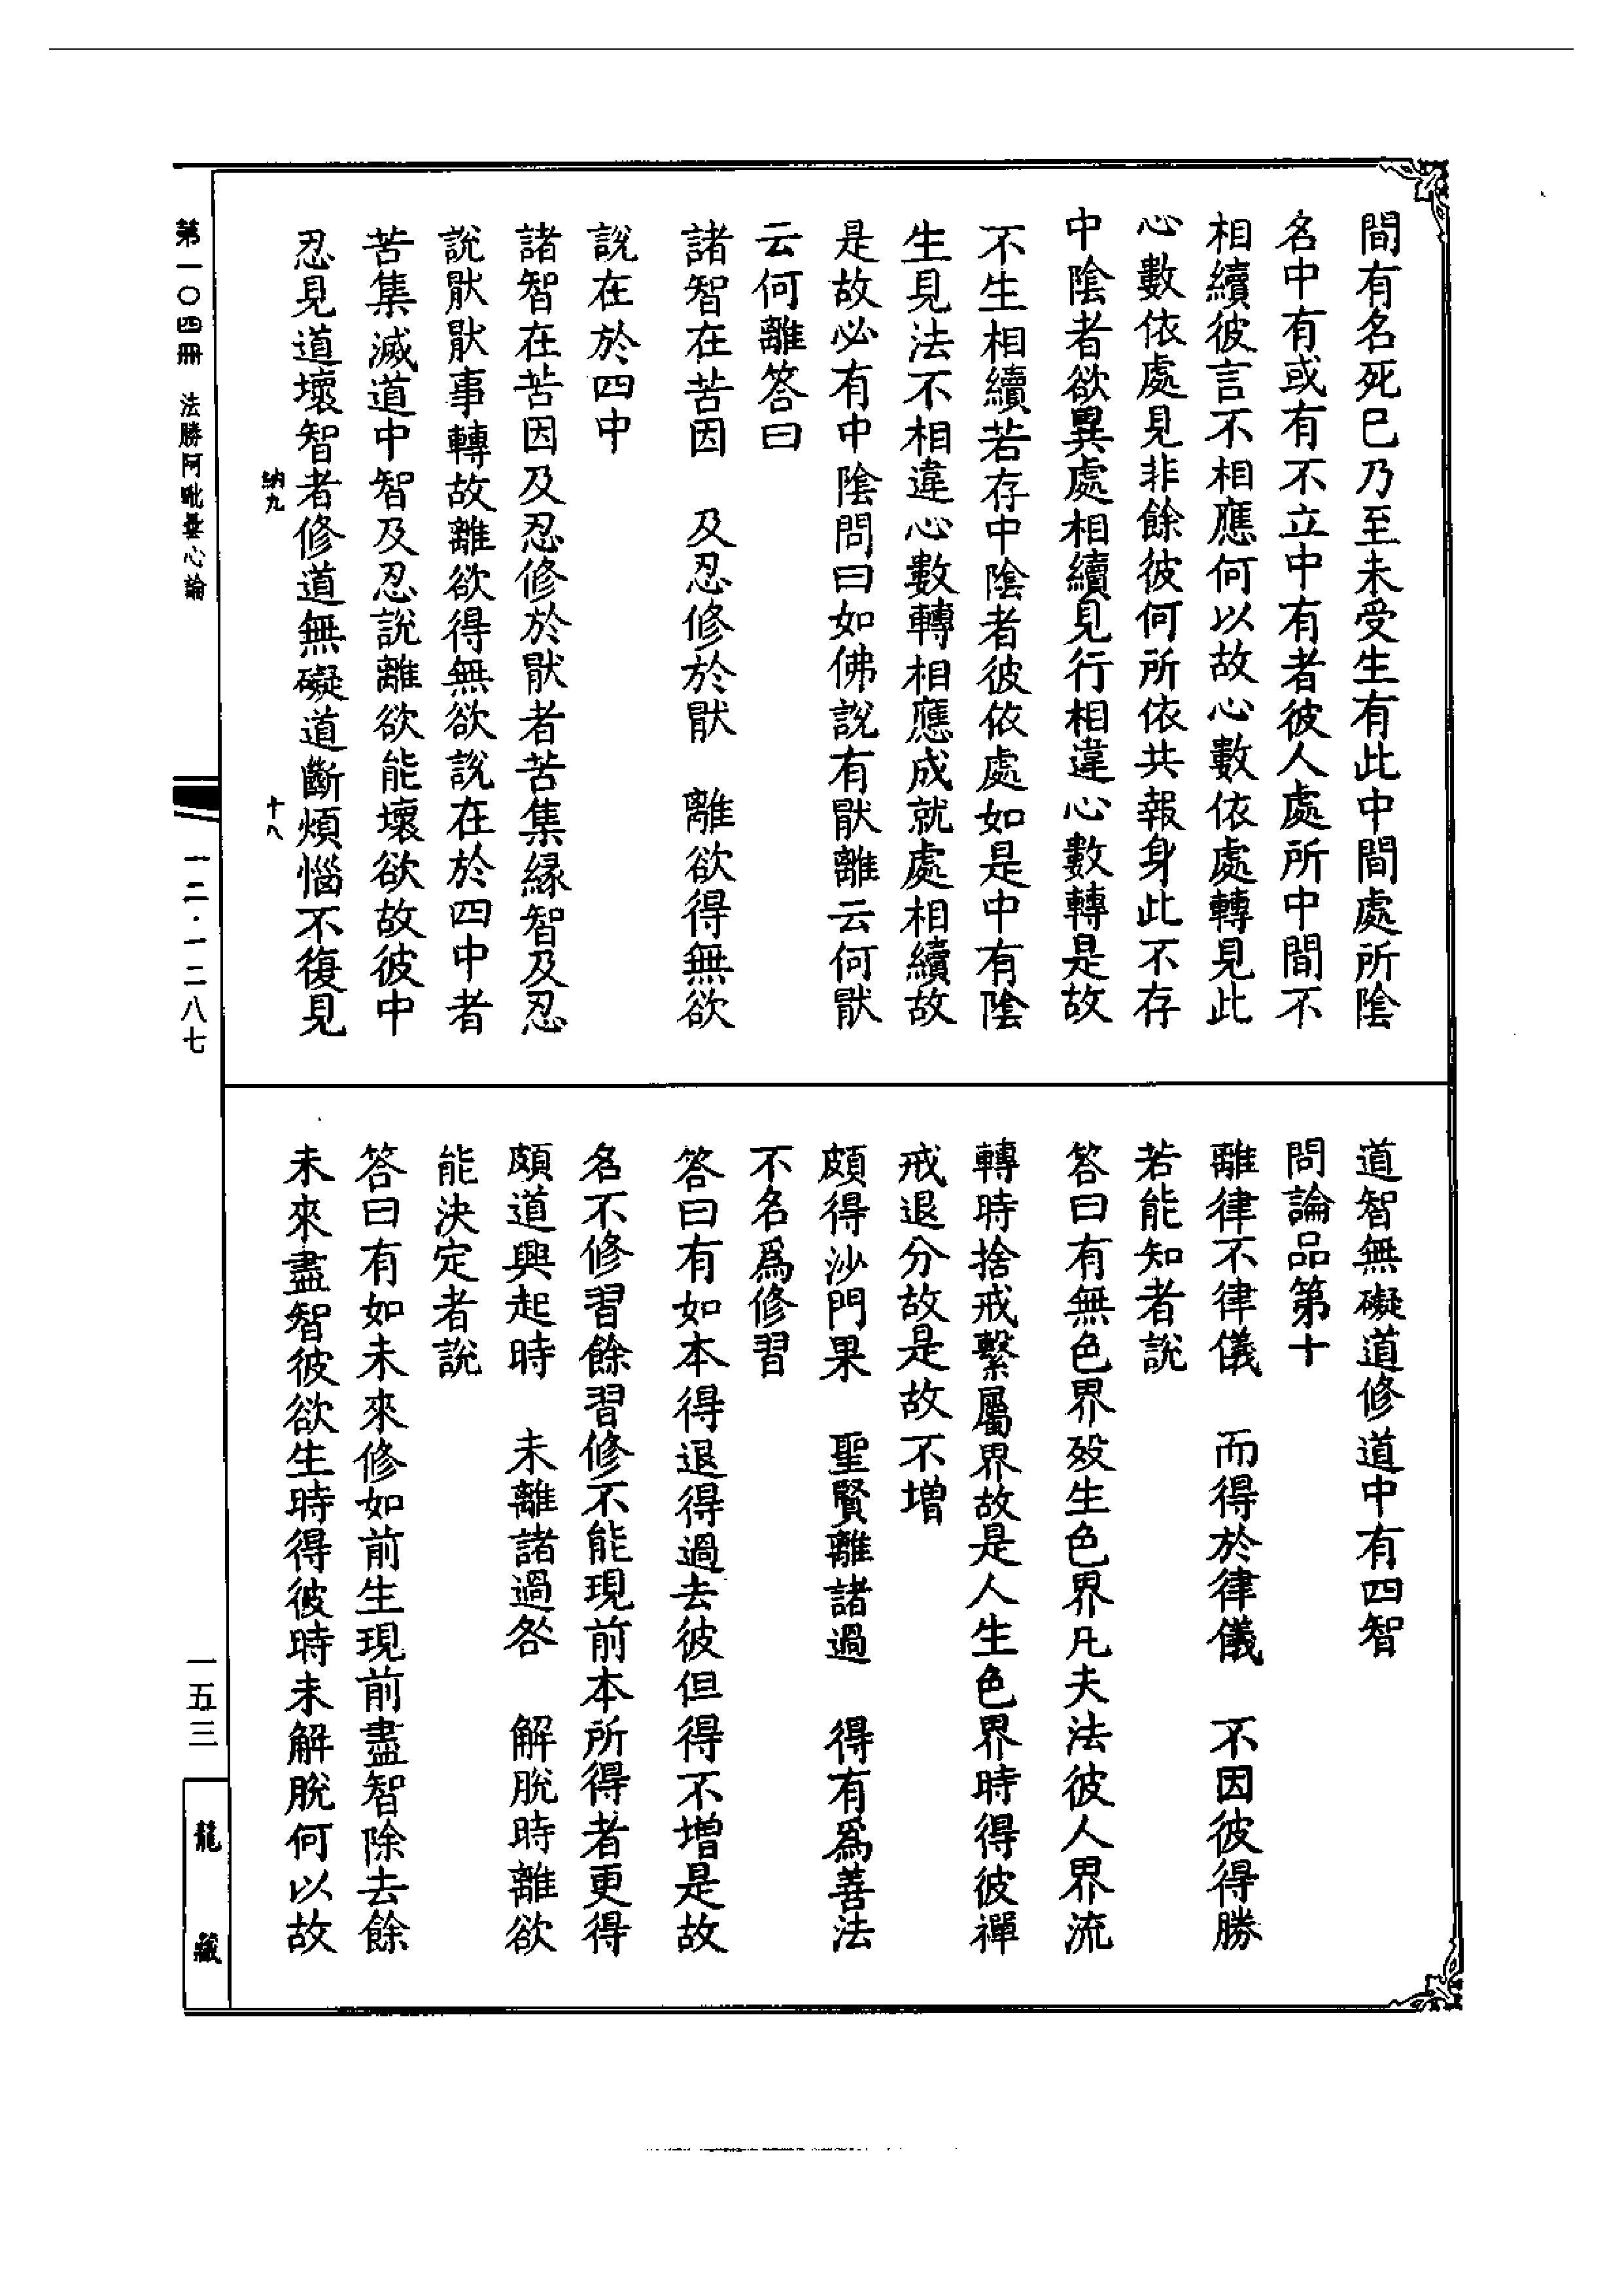 間有名死巳乃至未受生有此中間處所陰
名中有或有不立中有者彼人處所中間不
相續彼言不相應何以故心數依處轉見此
心數依處見非餘彼何所依共報身此不存
中陰者欲異處相續見行相違心數轉是故
不生相續若存中陰者彼依處如是中有陰
生見法不相違心數轉相應成就處相續故
是故必有中陰問曰如佛說有猒離云何猒
云何離答曰
諸智在苦因　及忍修於猒　離欲得無欲
說在於四中
諸智在苦因及忍修於猒者苦集緣智及忍
說猒猒事轉故離欲得無欲說在於四中者
苦集滅道中智及忍說離欲能壞欲故彼中
忍見道壞智者修道無礙道斷煩惱不復見
納九
十八
道智無礙道修道中有四智
問論品第十
離律不律儀　而得於律儀　不因彼得勝
若能知者說
答曰有無色界歿生色界凡夫法彼人界流
轉時捨戒繫屬界故是人生色界時得彼禪
戒退分故是故不增
頗得沙門果　聖賢離諸過　得有爲善法
不名爲修習
答曰有如本得退得過去彼但得不增是故
名不修習餘習修不能現前本所得者更得
頗道興起時　未離諸過咎　解脫時離欲
能決定者說
答曰有如未來修如前生現前盡智除去餘
未來盡智彼欲生時得彼時未解脫何以故
第一〇四冊　法勝阿毗曇心論
一二·一二八七
一五三
龍藏